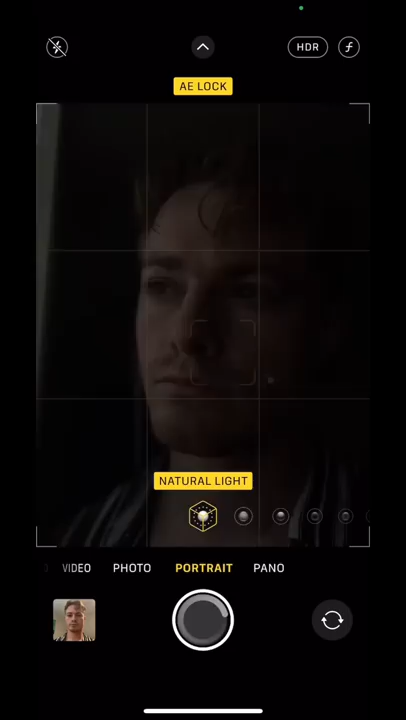 HDR
f
AE LOCK
NATURAL LIGHT
VIDEO PHOTO PORTRAIT PANO